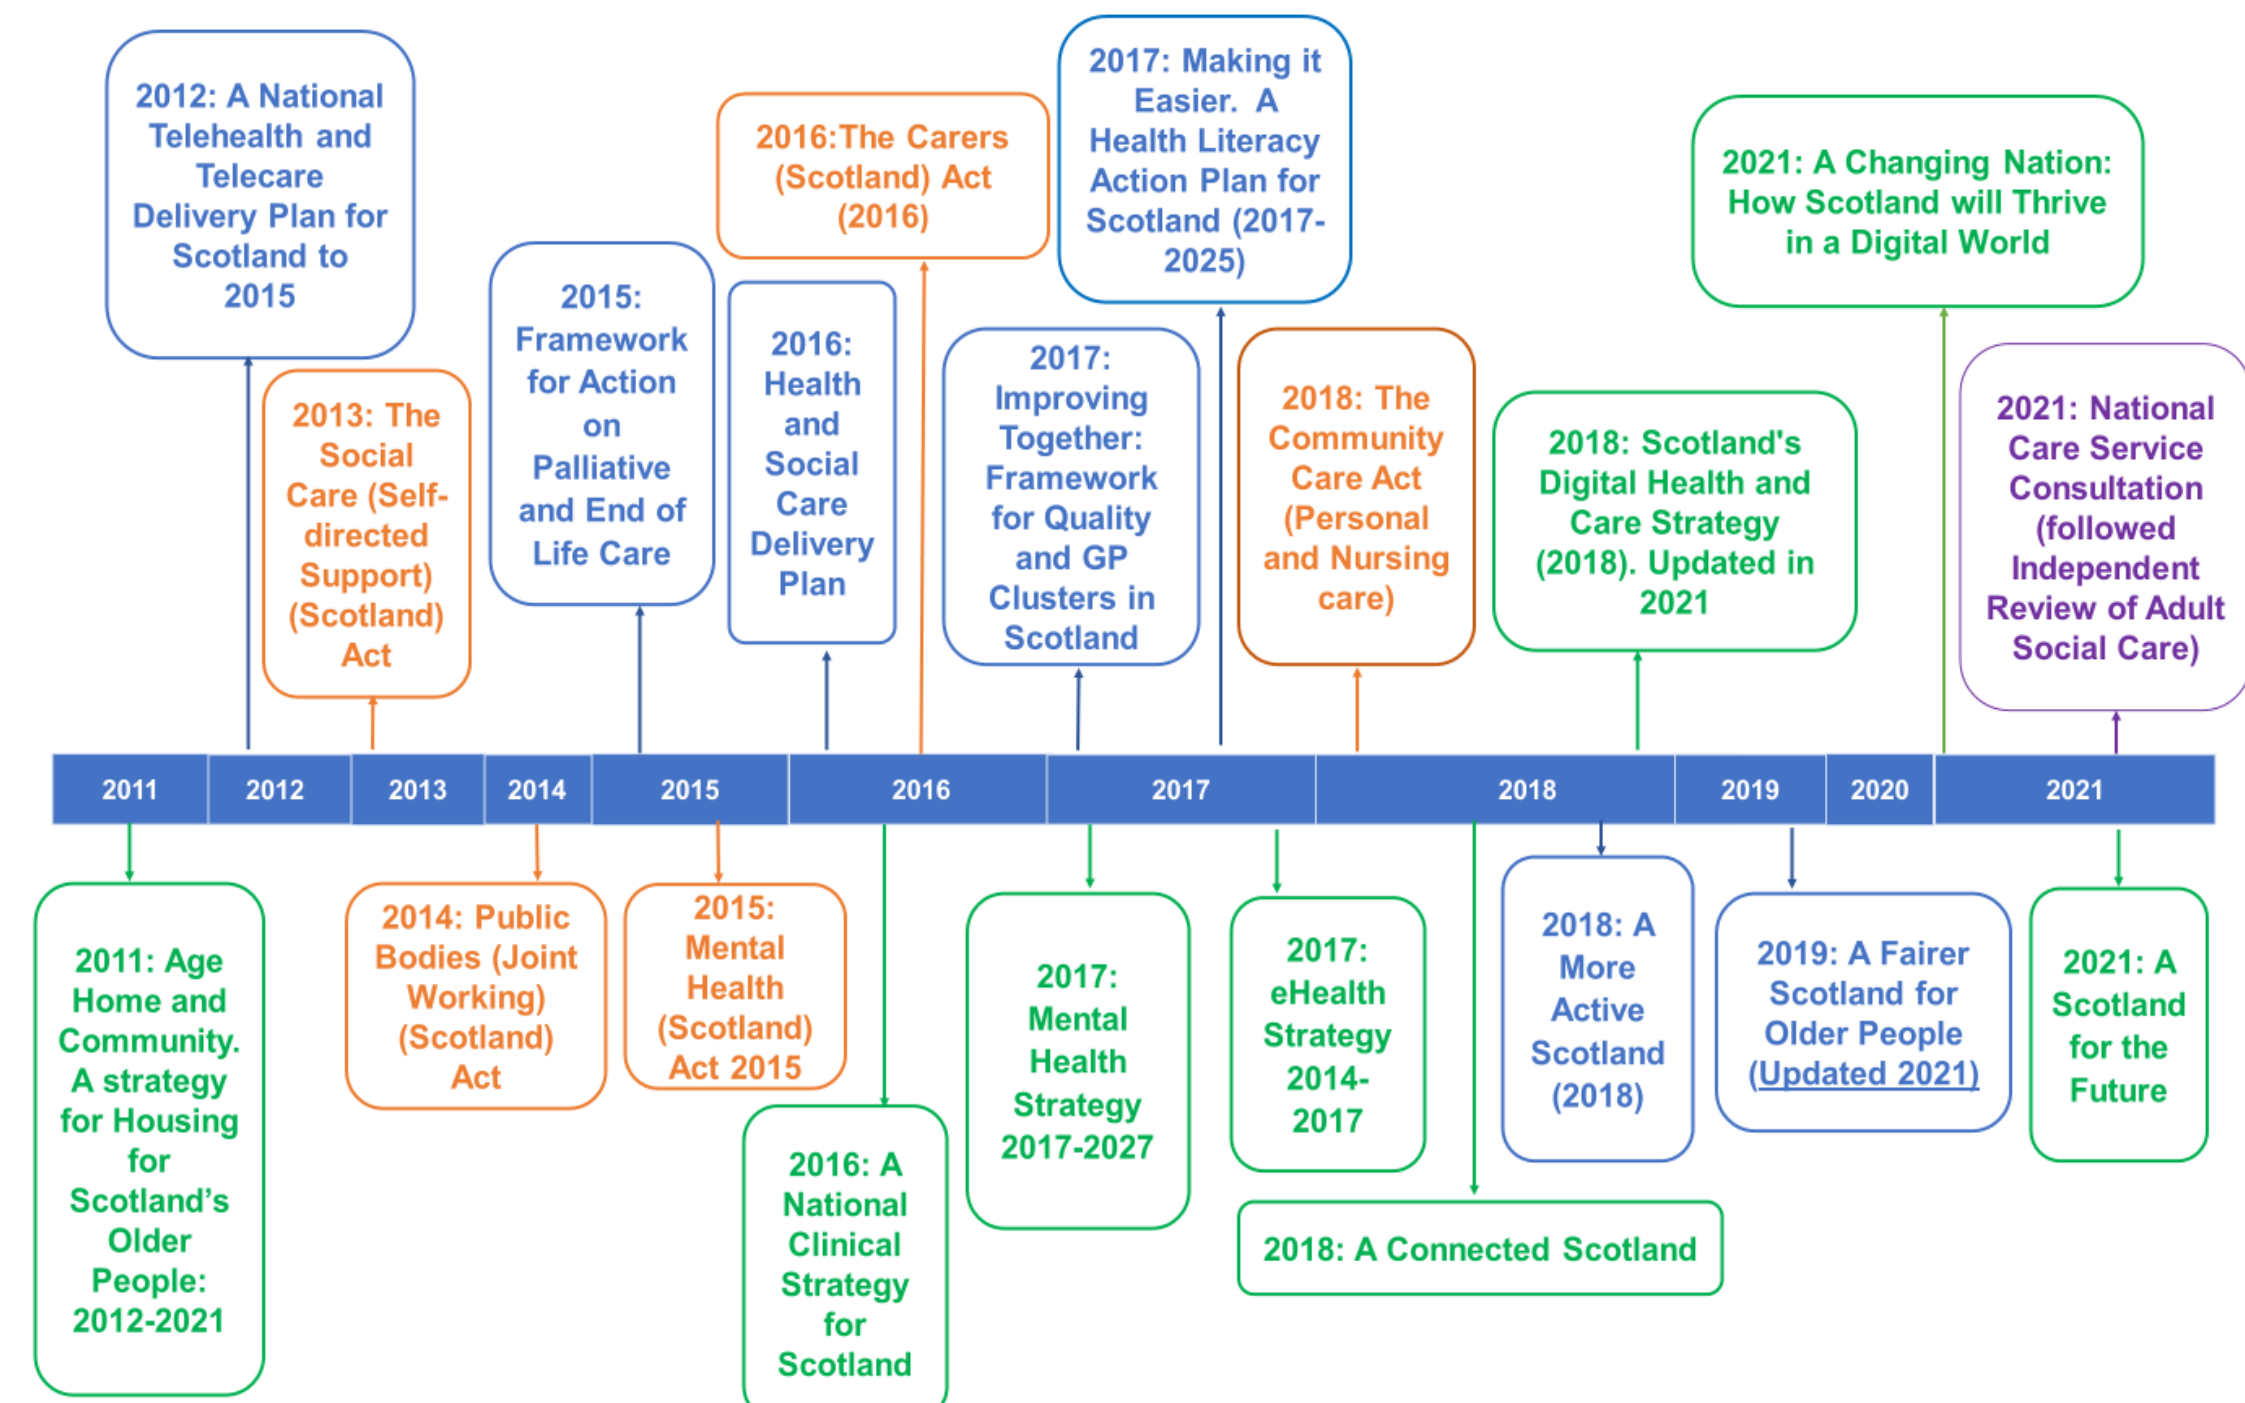 2012: A National
Telehealth and
Telecare
Delivery Plan for
Scotland to
2015
2013: The
Social
Care (Self-
directed
Support)
(Scotland)
Act
2015:
Framework
for Action
on
Palliative
and End of
Life Care
2016:The Carers
(Scotland) Act
(2016)
2016:
Health
and
Social
Care
Delivery
Plan
2017: Making it
Easier. A
Health Literacy
Action Plan for
Scotland (2017-
2025)
2017:
Improving
Together:
Framework
for Quality
and GP
Clusters in
Scotland
2018: The
Community
Care Act
(Personal
and Nursing
care)
2018: Scotland's
Digital Health and
Care Strategy
(2018). Updated in
2021
2021: A Changing Nation:
How Scotland will Thrive
in a Digital World
2021: National
Care Service
Consultation
(followed
Independent
Review of Adult
Social Care)
2011 2012 2013 2014 2015 2016 2017 2018 2019 2020 2021
2011: Age
Home and
Community.
A strategy
for Housing
for
Scotland’s
Older
People:
2012-2021
2014: Public
Bodies (Joint
Working)
(Scotland)
Act
2015:
Mental
Health
(Scotland)
Act 2015
2016: A
National
Clinical
Strategy
for
Scotland
2017:
Mental
Health
Strategy
2017-2027
2017:
eHealth
Strategy
2014-
2017
2018: A Connected Scotland
2018: A
More
Active
Scotland
(2018)
2019: A Fairer
Scotland for
Older People
(Updated 2021)
2021: A
Scotland
for the
Future